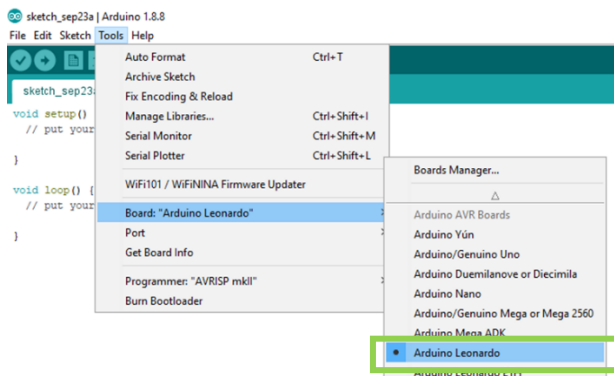 sketch_sep23a | Arduino 1.8.8
File Edit Sketch Tools Help
sketch_sep23
void setup()
// put your
}
void loop() {
// put your
}
Auto Format Ctrl+T
Archive Sketch
Fix Encoding & Reload
Manage Libraries... Ctrl+Shift+I
Serial Monitor Ctrl+Shift+M
Serial Plotter Ctrl+Shift+L
WiFi101 / WiFiNINA Firmware Updater
Board: "Arduino Leonardo"
Port
Get Board Info
Programmer: "AVRISP mkII"
Burn Bootloader
Boards Manager...
Arduino AVR Boards
Arduino Yún
Arduino/Genuino Uno
Arduino Duemilanove or Diecimila
Arduino Nano
Arduino/Genuino Mega or Mega 2560
Arduino Mega ADK
Arduino Leonardo
Arduino Leonardo ETH